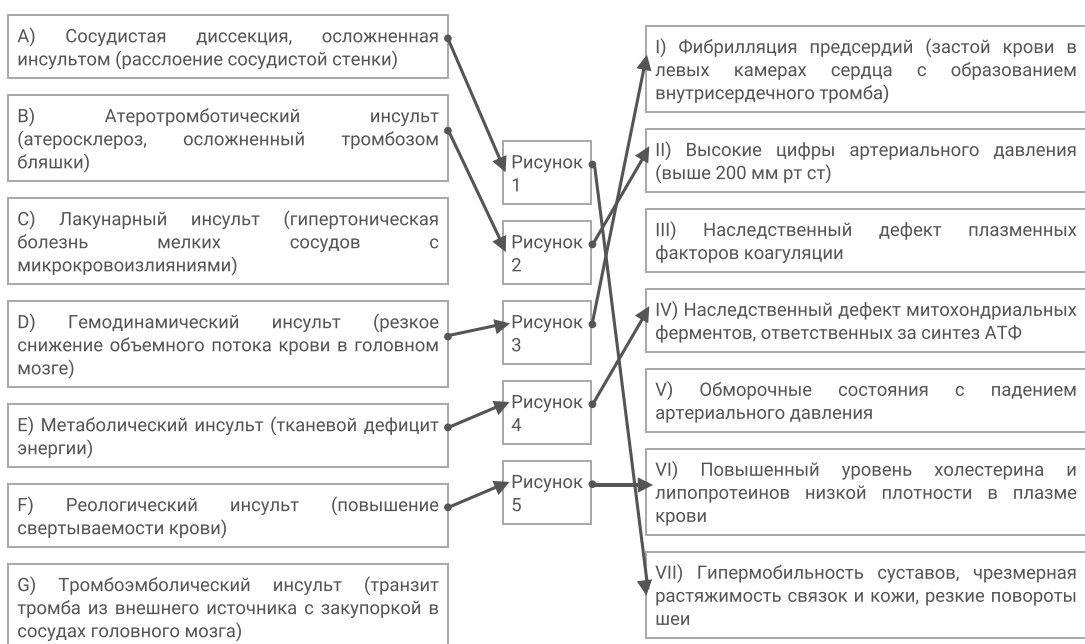 А) Сосудистая диссекция, осложненная
инсультом (расслоение сосудистой стенки)
B) Атеротромботический инсульт
(атеросклероз, осложненный тромбозом
бляшки)
C) Лакунарный инсульт (гипертоническая
болезнь мелких сосудов с
микрокровоизлияниями)
D) Гемодинамический инсульт (резкое
снижение объемного потока крови в головном
мозге)
E) Метаболический инсульт (тканевой дефицит
энергии)
F) Реологический инсульт (повышение
свертываемости крови)
G) Тромбоэмболический инсульт (транзит
тромба из внешнего источника с закупоркой в
сосудах головного мозга)
Рисунок
1
Рисунок
2
Рисунок
3
Рисунок
4
Рисунок
5
I) Фибрилляция предсердий (застой крови в
левых камерах сердца с образованием
внутрисердечного тромба)
II) Высокие цифры артериального давления
(выше 200 мм рт ст)
III) Наследственный дефект плазменных
факторов коагуляции
IV) Наследственный дефект митохондриальных
ферментов, ответственных за синтез АТФ
V) Обморочные состояния с падением
артериального давления
VI) Повышенный уровень холестерина и
липопротеинов низкой плотности в плазме
крови
VII) Гипермобильность суставов, чрезмерная
растяжимость связок и кожи, резкие повороты
шеи